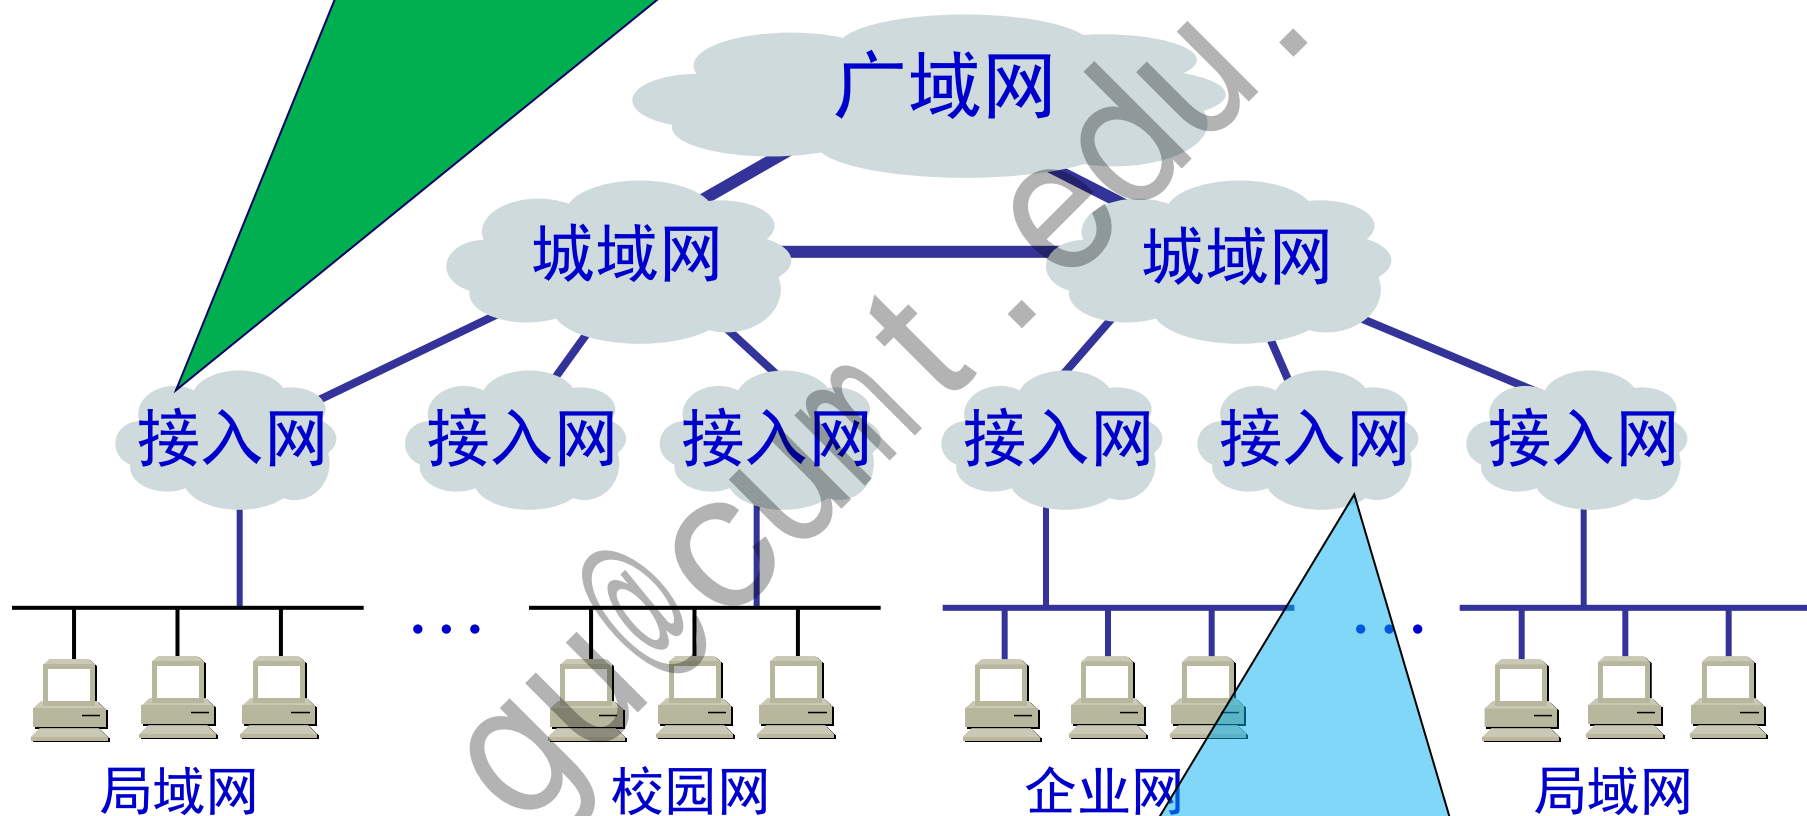 广域网
城域网 城域网
接入网 接入网 接入网 接入网 接入网 接入网
... ...
局域网 校园网 企业网 局域网
gu@cumt.edu.